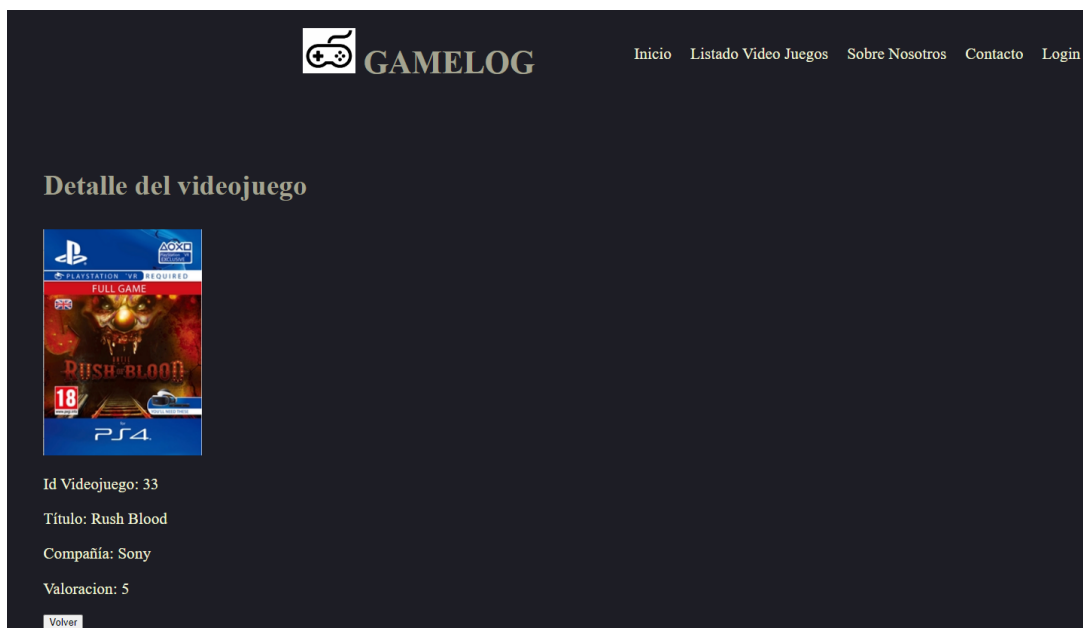 GAMELOG
Inicio Listado Video Juegos Sobre Nosotros Contacto Login
Detalle del videojuego
PLAYSTATION VR REQUIRED
FULL GAME
RUSH OF BLOOD
18
for
PS4
Id Videojuego: 33
Título: Rush Blood
Compañía: Sony
Valoracion: 5
Volver